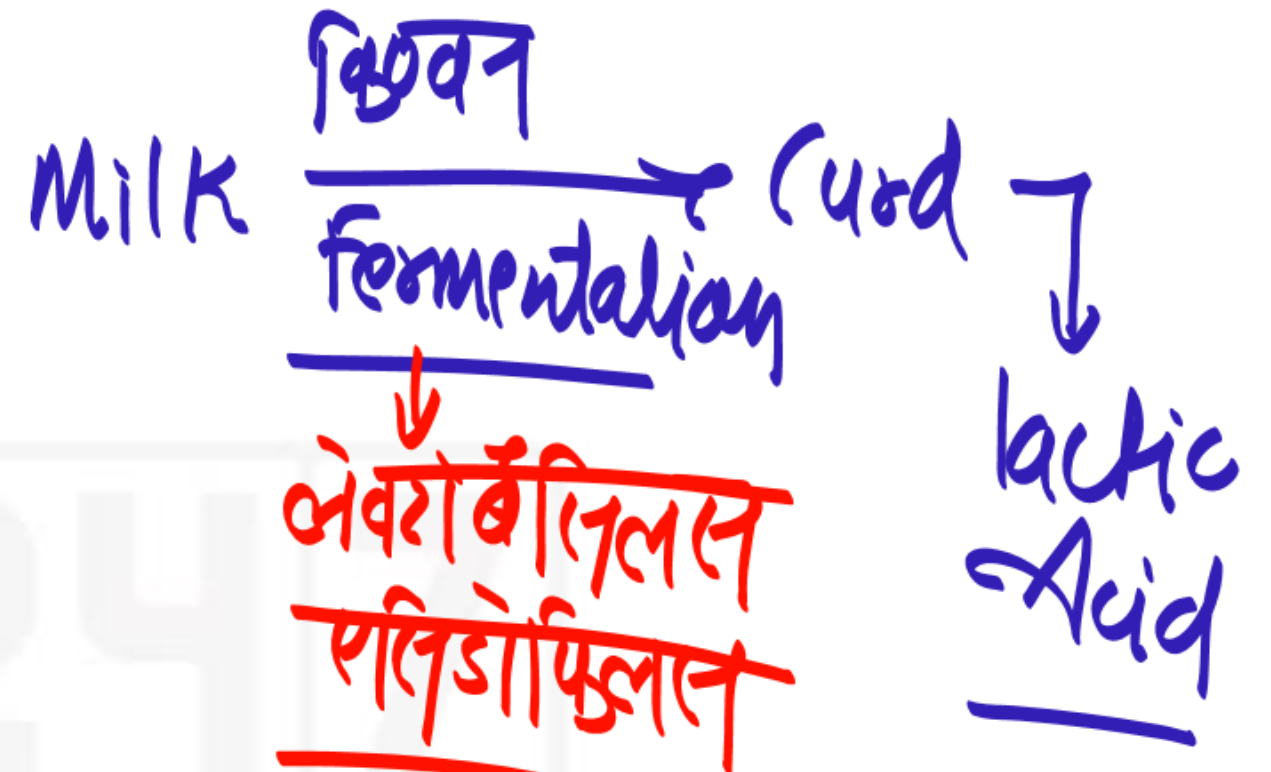 किण्वन
Milk → Curd
Fermentation
lactic
Acid
लेक्टोबैसिलस
एसिडोफिलस